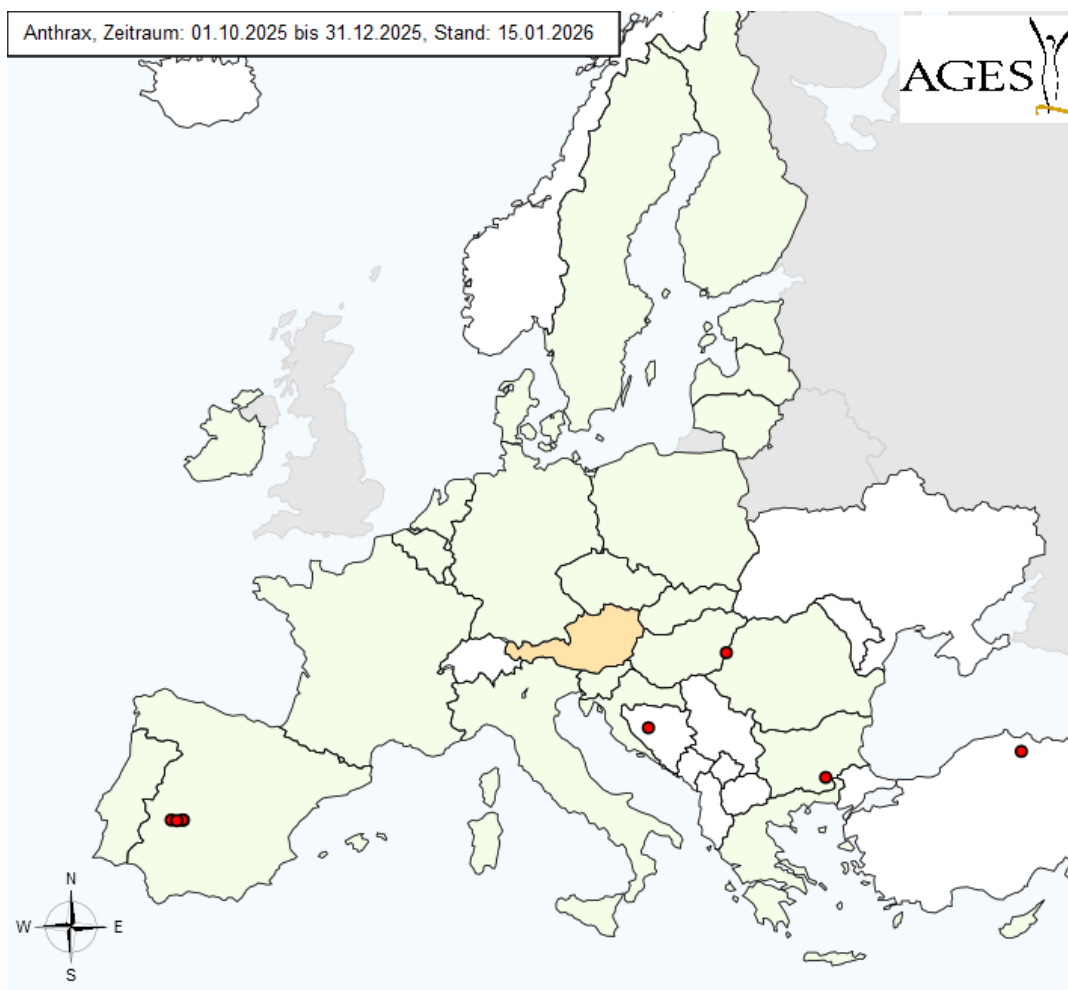 Anthrax, Zeitraum: 01.10.2025 bis 31.12.2025, Stand: 15.01.2026
AGES
N
W
E
S